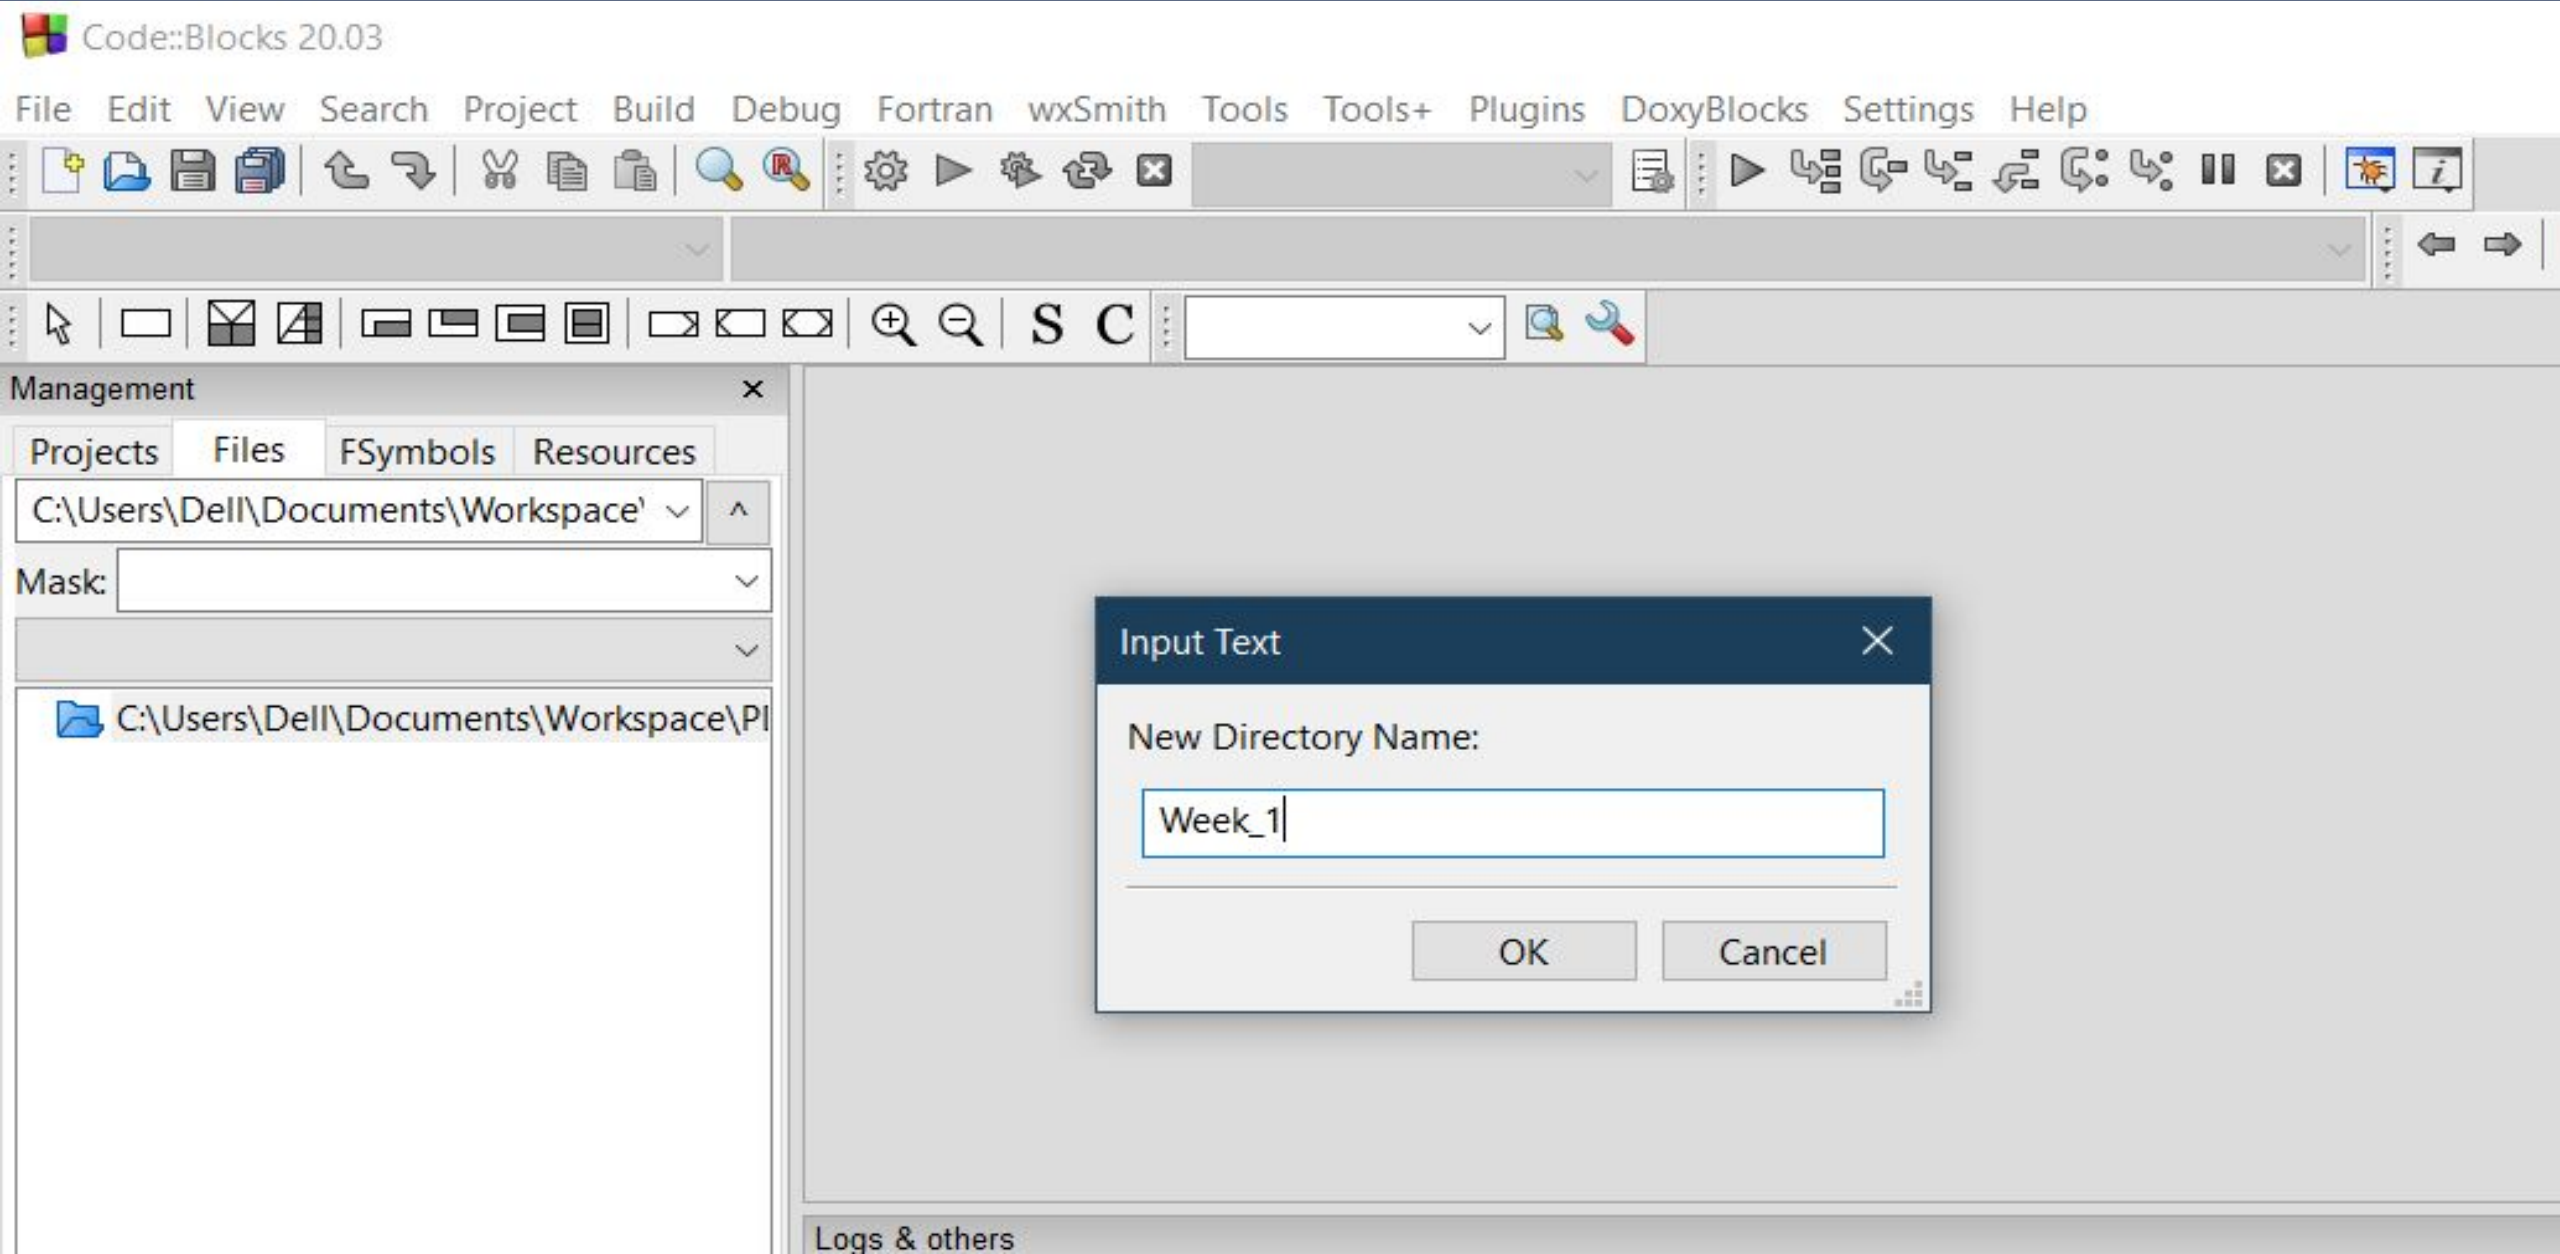 Code::Blocks 20.03
File Edit View Search Project Build Debug Fortran wxSmith Tools Tools+ Plugins DoxyBlocks Settings Help
S C
Management
Projects Files FSymbols Resources
C:\Users\Dell\Documents\Workspace\
Mask:
C:\Users\Dell\Documents\Workspace\Pl
Input Text
New Directory Name:
Week_1
OK Cancel
Logs & others